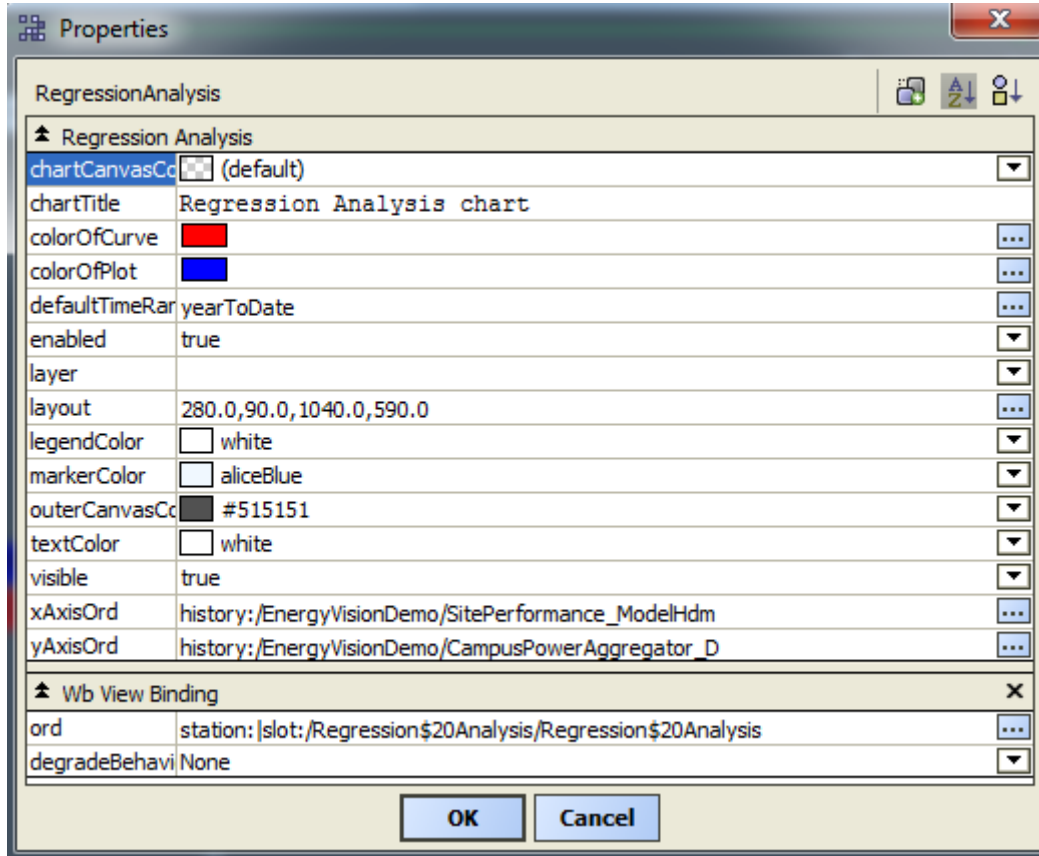 Properties
RegressionAnalysis
Regression Analysis
chartCanvasCo (default)
chartTitle Regression Analysis chart
colorOfCurve ...
colorOfPlot ...
defaultTimeRan yearToDate ...
enabled true
layer
layout 280.0,90.0,1040.0,590.0 ...
legendColor white
markerColor aliceBlue
outerCanvasCo #515151
textColor white
visible true
xAxisOrd history:/EnergyVisionDemo/SitePerformance_ModelHdm ...
yAxisOrd history:/EnergyVisionDemo/CampusPowerAggregator_D ...
Wb View Binding
ord station:|slot:/Regression$20Analysis/Regression$20Analysis ...
degradeBehavi None
OK Cancel